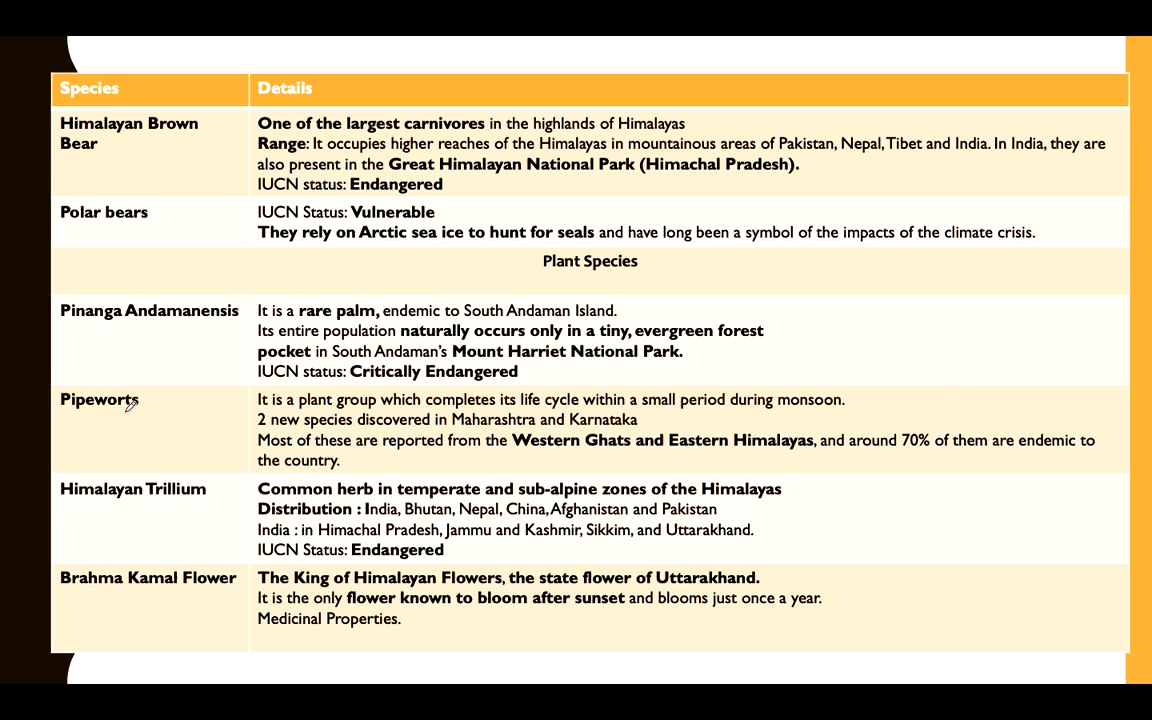 Species
Details
Himalayan Brown
Bear
One of the largest carnivores in the highlands of Himalayas
Range: It occupies higher reaches of the Himalayas in mountainous areas of Pakistan, Nepal, Tibet and India. In India, they are
also present in the Great Himalayan National Park (Himachal Pradesh).
IUCN status: Endangered
Polar bears
IUCN Status: Vulnerable
They rely on Arctic sea ice to hunt for seals and have long been a symbol of the impacts of the climate crisis.
Plant Species
Pinanga Andamanensis
It is a rare palm, endemic to South Andaman Island.
Its entire population naturally occurs only in a tiny, evergreen forest
pocket in South Andaman's Mount Harriet National Park.
IUCN status: Critically Endangered
Pipeworts
It is a plant group which completes its life cycle within a small period during monsoon.
2 new species discovered in Maharashtra and Karnataka
Most of these are reported from the Western Ghats and Eastern Himalayas, and around 70% of them are endemic to
the country.
Himalayan Trillium
Common herb in temperate and sub-alpine zones of the Himalayas
Distribution : India, Bhutan, Nepal, China, Afghanistan and Pakistan
India : in Himachal Pradesh, Jammu and Kashmir, Sikkim, and Uttarakhand.
IUCN Status: Endangered
Brahma Kamal Flower
The King of Himalayan Flowers, the state flower of Uttarakhand.
It is the only flower known to bloom after sunset and blooms just once a year.
Medicinal Properties.